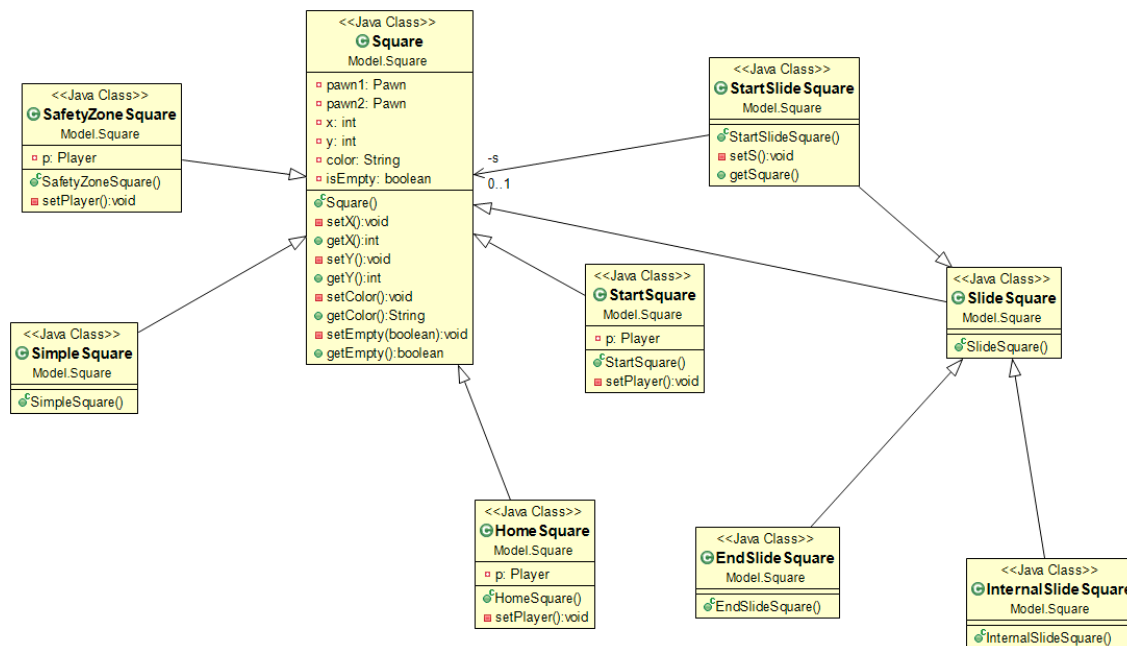 <<Java Class>>
Square
Model.Square
pawn1: Pawn
pawn2: Pawn
x: int
y: int
color: String
isEmpty: boolean
Square()
setX():void
getX():int
setY():void
getY():int
setColor():void
getColor():String
setEmpty(boolean):void
getEmpty():boolean
<<Java Class>>
SafetyZoneSquare
Model.Square
p: Player
SafetyZoneSquare()
setPlayer():void
<<Java Class>>
StartSlideSquare
Model.Square
StartSlideSquare()
setS():void
getSquare()
-s
0..1
<<Java Class>>
StartSquare
Model.Square
p: Player
StartSquare()
setPlayer():void
<<Java Class>>
SlideSquare
Model.Square
SlideSquare()
<<Java Class>>
SimpleSquare
Model.Square
SimpleSquare()
<<Java Class>>
HomeSquare
Model.Square
p: Player
HomeSquare()
setPlayer():void
<<Java Class>>
EndSlideSquare
Model.Square
EndSlideSquare()
<<Java Class>>
InternalSlideSquare
Model.Square
InternalSlideSquare()